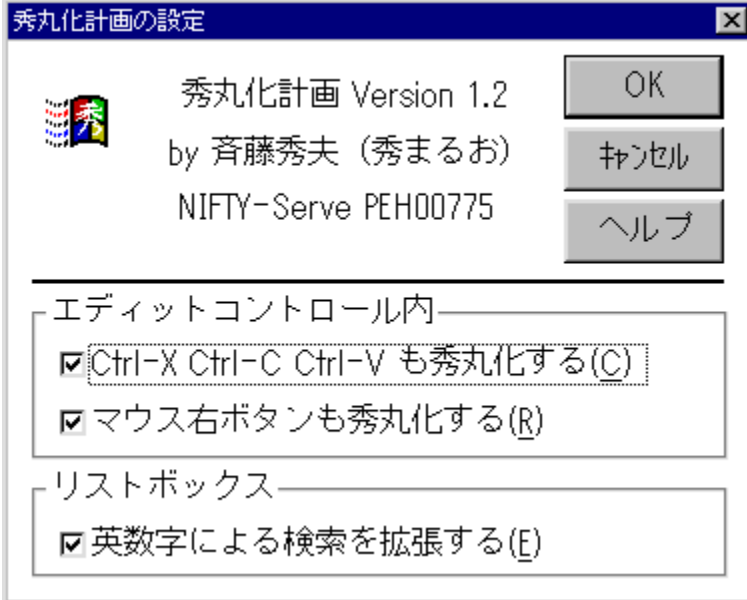 秀丸化計画の設定
秀
秀丸化計画 Version 1.2
by 斉藤秀夫（秀まるお）
NIFTY-Serve PEH00775
OK
ｷｬﾝｾﾙ
ヘルプ
エディットコントロール内
Ctrl-X Ctrl-C Ctrl-V も秀丸化する(C)
マウス右ボタンも秀丸化する(R)
リストボックス
英数字による検索を拡張する(E)